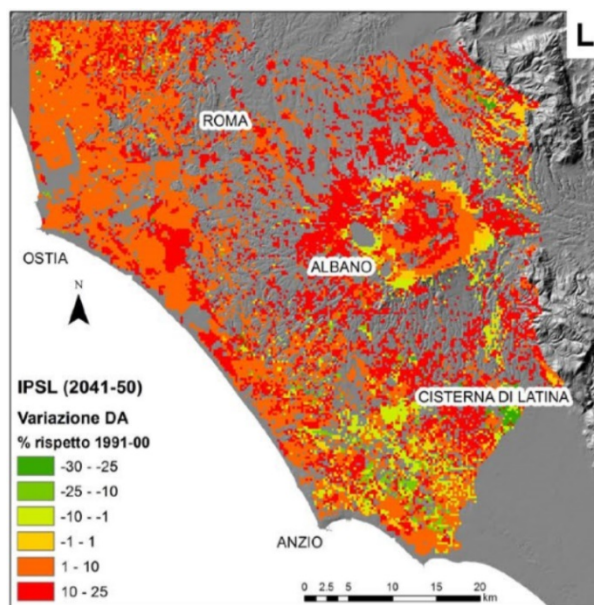 L
ROMA
OSTIA
ALBANO
N
IPSL (2041-50)
Variazione DA
% rispetto 1991-00
-30 - -25
-25 - -10
-10 - -1
-1 - 1
1 - 10
10 - 25
CISTERNA DI LATINA
ANZIO
0 2.5 5 10 15 20
km